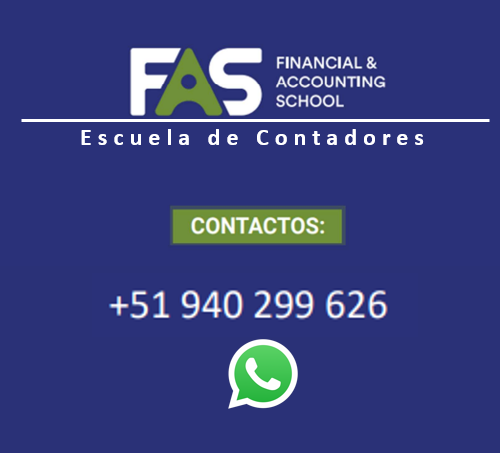 FAS
FINANCIAL &
ACCOUNTING
SCHOOL
Escuela de Contadores
CONTACTOS:
+51 940 299 626